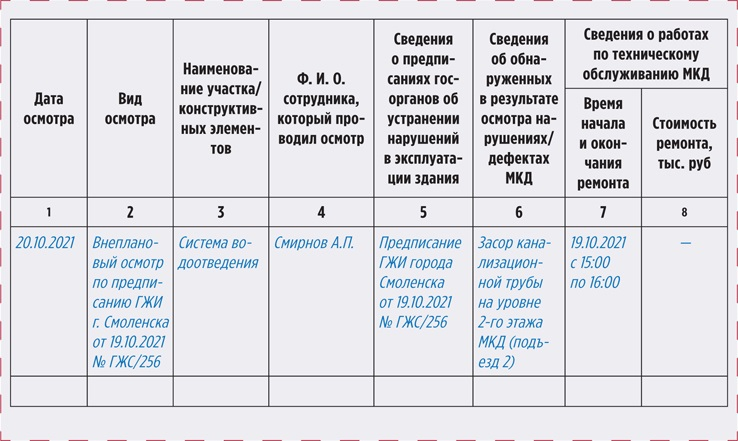 Дата
осмотра
Вид
осмотра
Наименова-
ние участка/
конструктив-
ных элемен-
тов
Ф. И. О.
сотрудника,
который про-
водил осмотр
Сведения
о предпи-
саниях гос-
органов об
устранении
нарушений
в эксплуата-
ции здания
Сведения
об обна-
руженных
в результате
осмотра на-
рушениях/
дефектах
МКД
Сведения о работах
по техническому
обслуживанию МКД
Время
начала
и окон-
чания
ремонта
Стоимость
ремонта,
тыс. руб
1
2
3
4
5
6
7
8
20.10.2021
Внеплано-
вый осмотр
по предпи-
санию ГЖИ
г. Смоленска
от 19.10.2021
№ ГЖС/256
Система во-
доотведения
Смирнов А.П.
Предписание
ГЖИ города
Смоленска
от 19.10.2021
№ ГЖС/256
Засор кана-
лизацион-
ной трубы
на уровне
2-го этажа
МКД (подъ-
езд 2)
19.10.2021
с 15:00
по 16:00
—